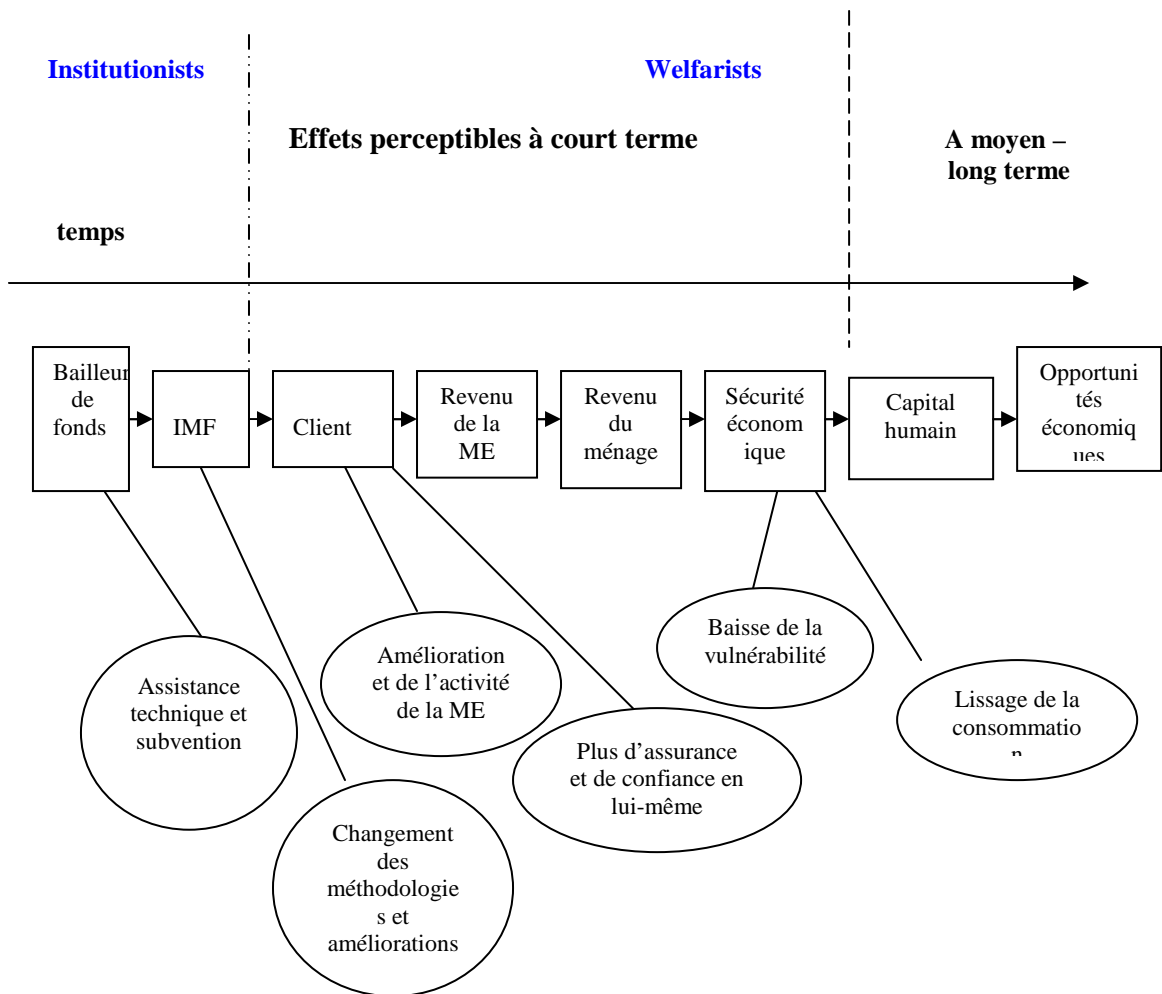 Institutionists
Welfarists
Effets perceptibles à court terme
A moyen –
long terme
temps
Bailleur
de
fonds
IMF
Client
Revenu
de la
ME
Revenu
du
ménage
Sécurité
économ
ique
Capital
humain
Opportuni
tés
économiq
ues
Assistance
technique et
subvention
Changement
des
méthodologie
s et
améliorations
Amélioration
et de l’activité
de la ME
Plus d’assurance
et de confiance en
lui-même
Baisse de la
vulnérabilité
Lissage de la
consommatio
n